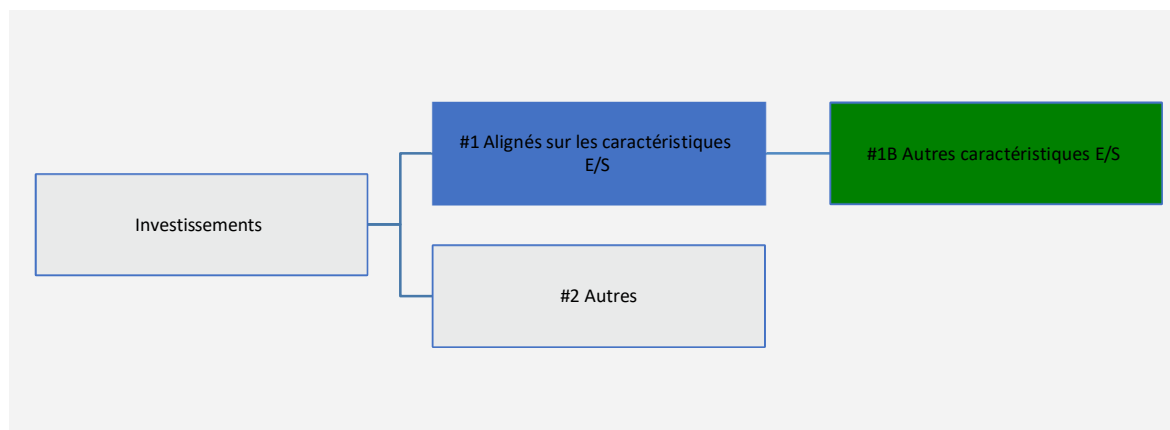 Investissements
#1 Alignés sur les caractéristiques
E/S
#1B Autres caractéristiques E/S
#2 Autres